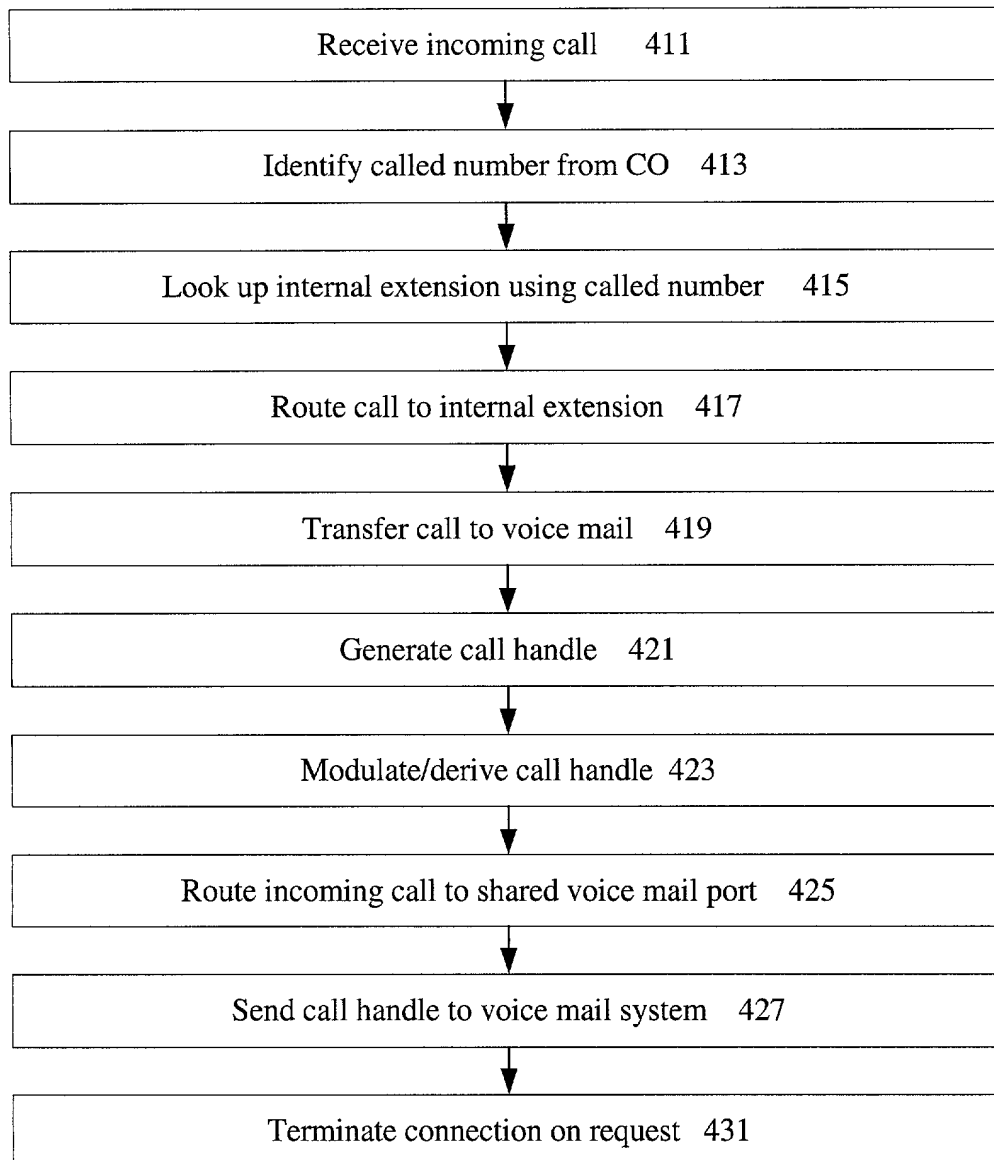 Receive incoming call 411
Identify called number from CO 413
Look up internal extension using called number 415
Route call to internal extension 417
Transfer call to voice mail 419
Generate call handle 421
Modulate/derive call handle 423
Route incoming call to shared voice mail port 425
Send call handle to voice mail system 427
Terminate connection on request 431